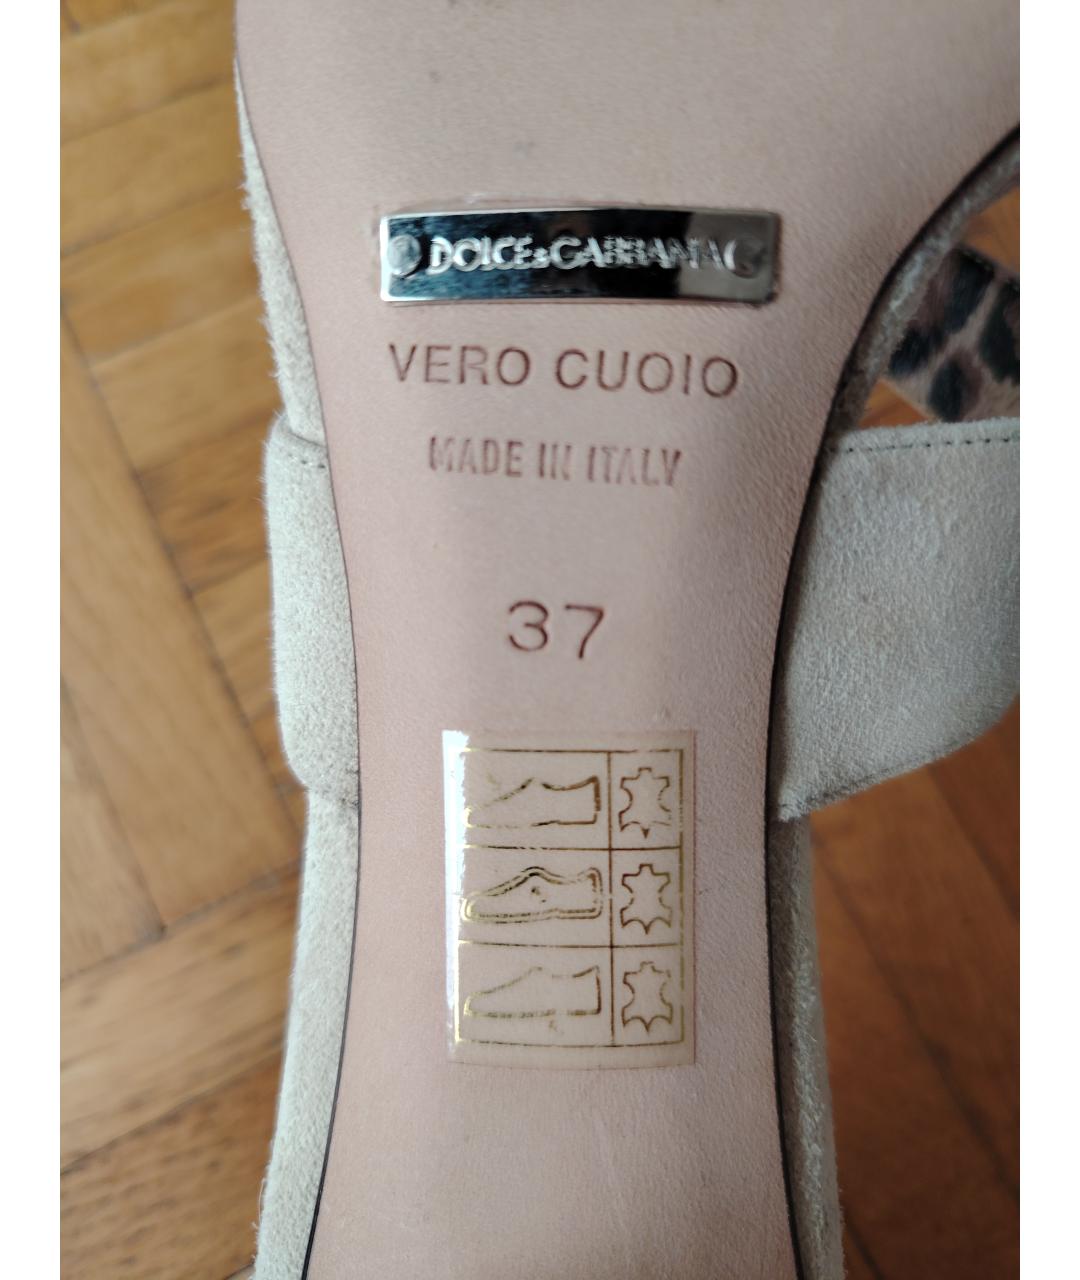 DOLCE&GABBANA
VERO CUOIO
MADE IN ITALY
37